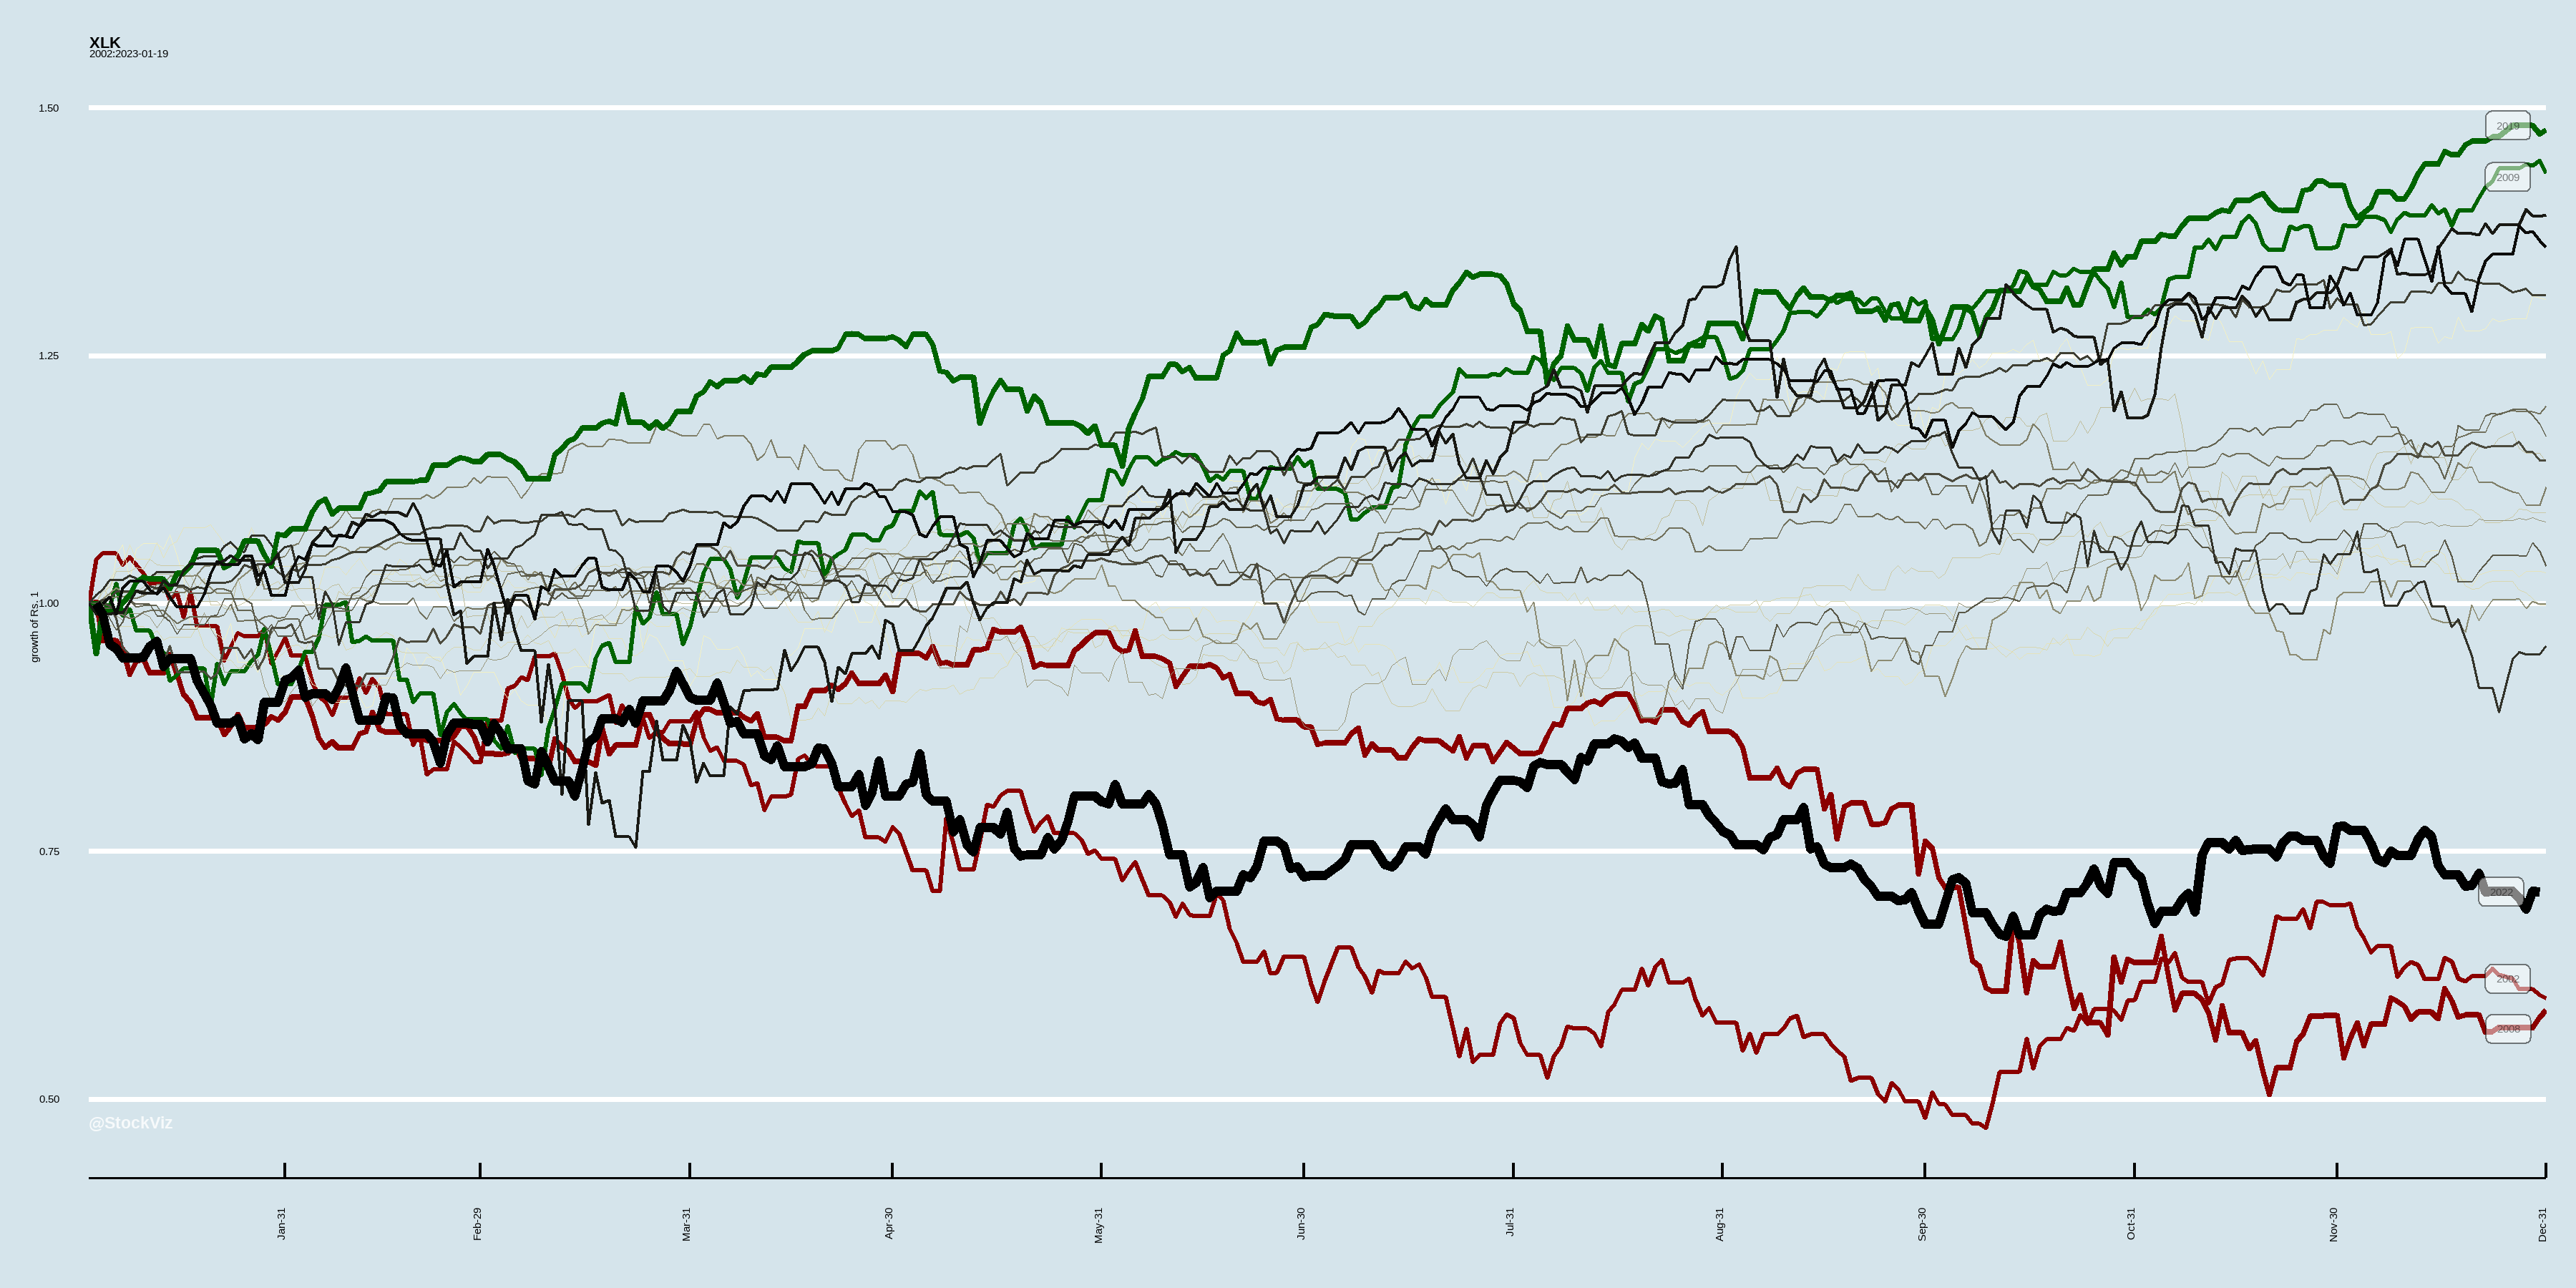 XLK
2002:2023-01-19
1.50
1.25
1.00
0.75
0.50
growth of Rs. 1
2019
2009
2022
2002
2008
@StockViz
Jan-31
Feb-29
Mar-31
Apr-30
May-31
Jun-30
Jul-31
Aug-31
Sep-30
Oct-31
Nov-30
Dec-31